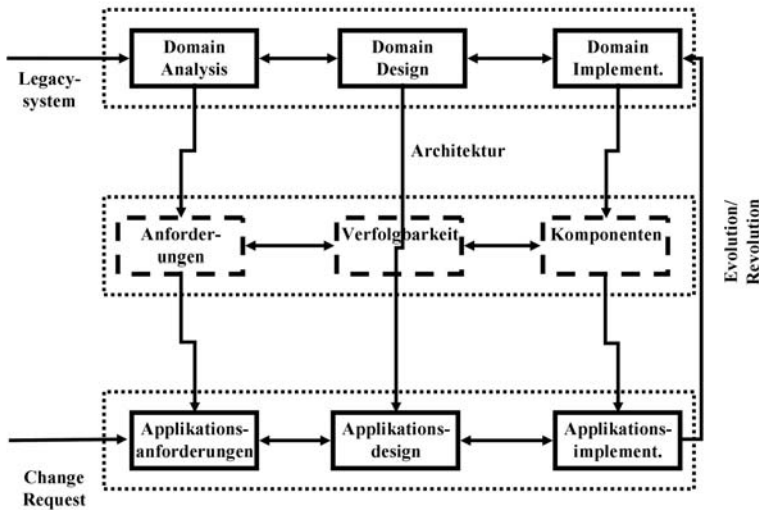 Domain
Analysis
Domain
Design
Domain
Implement.
Legacy-
system
Architektur
Anforder-
ungen
Verfolgbarkeit
Komponenten
Evolution/
Revolution
Applikations-
anforderungen
Applikations-
design
Applikations-
implement.
Change
Request